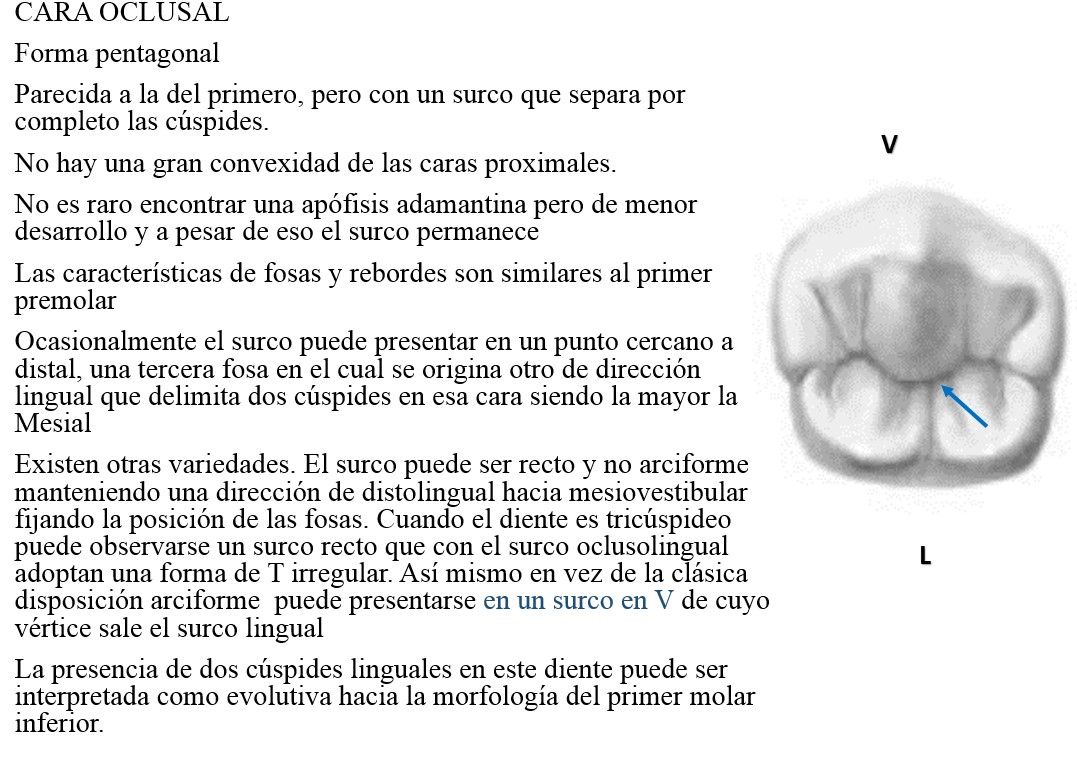 CARA OCLUSAL
Forma pentagonal
Parecida a la del primero, pero con un surco que separa por
completo las cúspides.
No hay una gran convexidad de las caras proximales.
No es raro encontrar una apófisis adamantina pero de menor
desarrollo y a pesar de eso el surco permanece
Las características de fosas y rebordes son similares al primer
premolar
Ocasionalmente el surco puede presentar en un punto cercano a
distal, una tercera fosa en el cual se origina otro de dirección
lingual que delimita dos cúspides en esa cara siendo la mayor la
Mesial
Existen otras variedades. El surco puede ser recto y no arciforme
manteniendo una dirección de distolingual hacia mesiovestibular
fijando la posición de las fosas. Cuando el diente es tricúspideo
puede observarse un surco recto que con el surco oclusolingual
adoptan una forma de T irregular. Así mismo en vez de la clásica
disposición arciforme  puede presentarse en un surco en V de cuyo
vértice sale el surco lingual
La presencia de dos cúspides linguales en este diente puede ser
interpretada como evolutiva hacia la morfología del primer molar
inferior.
V
L